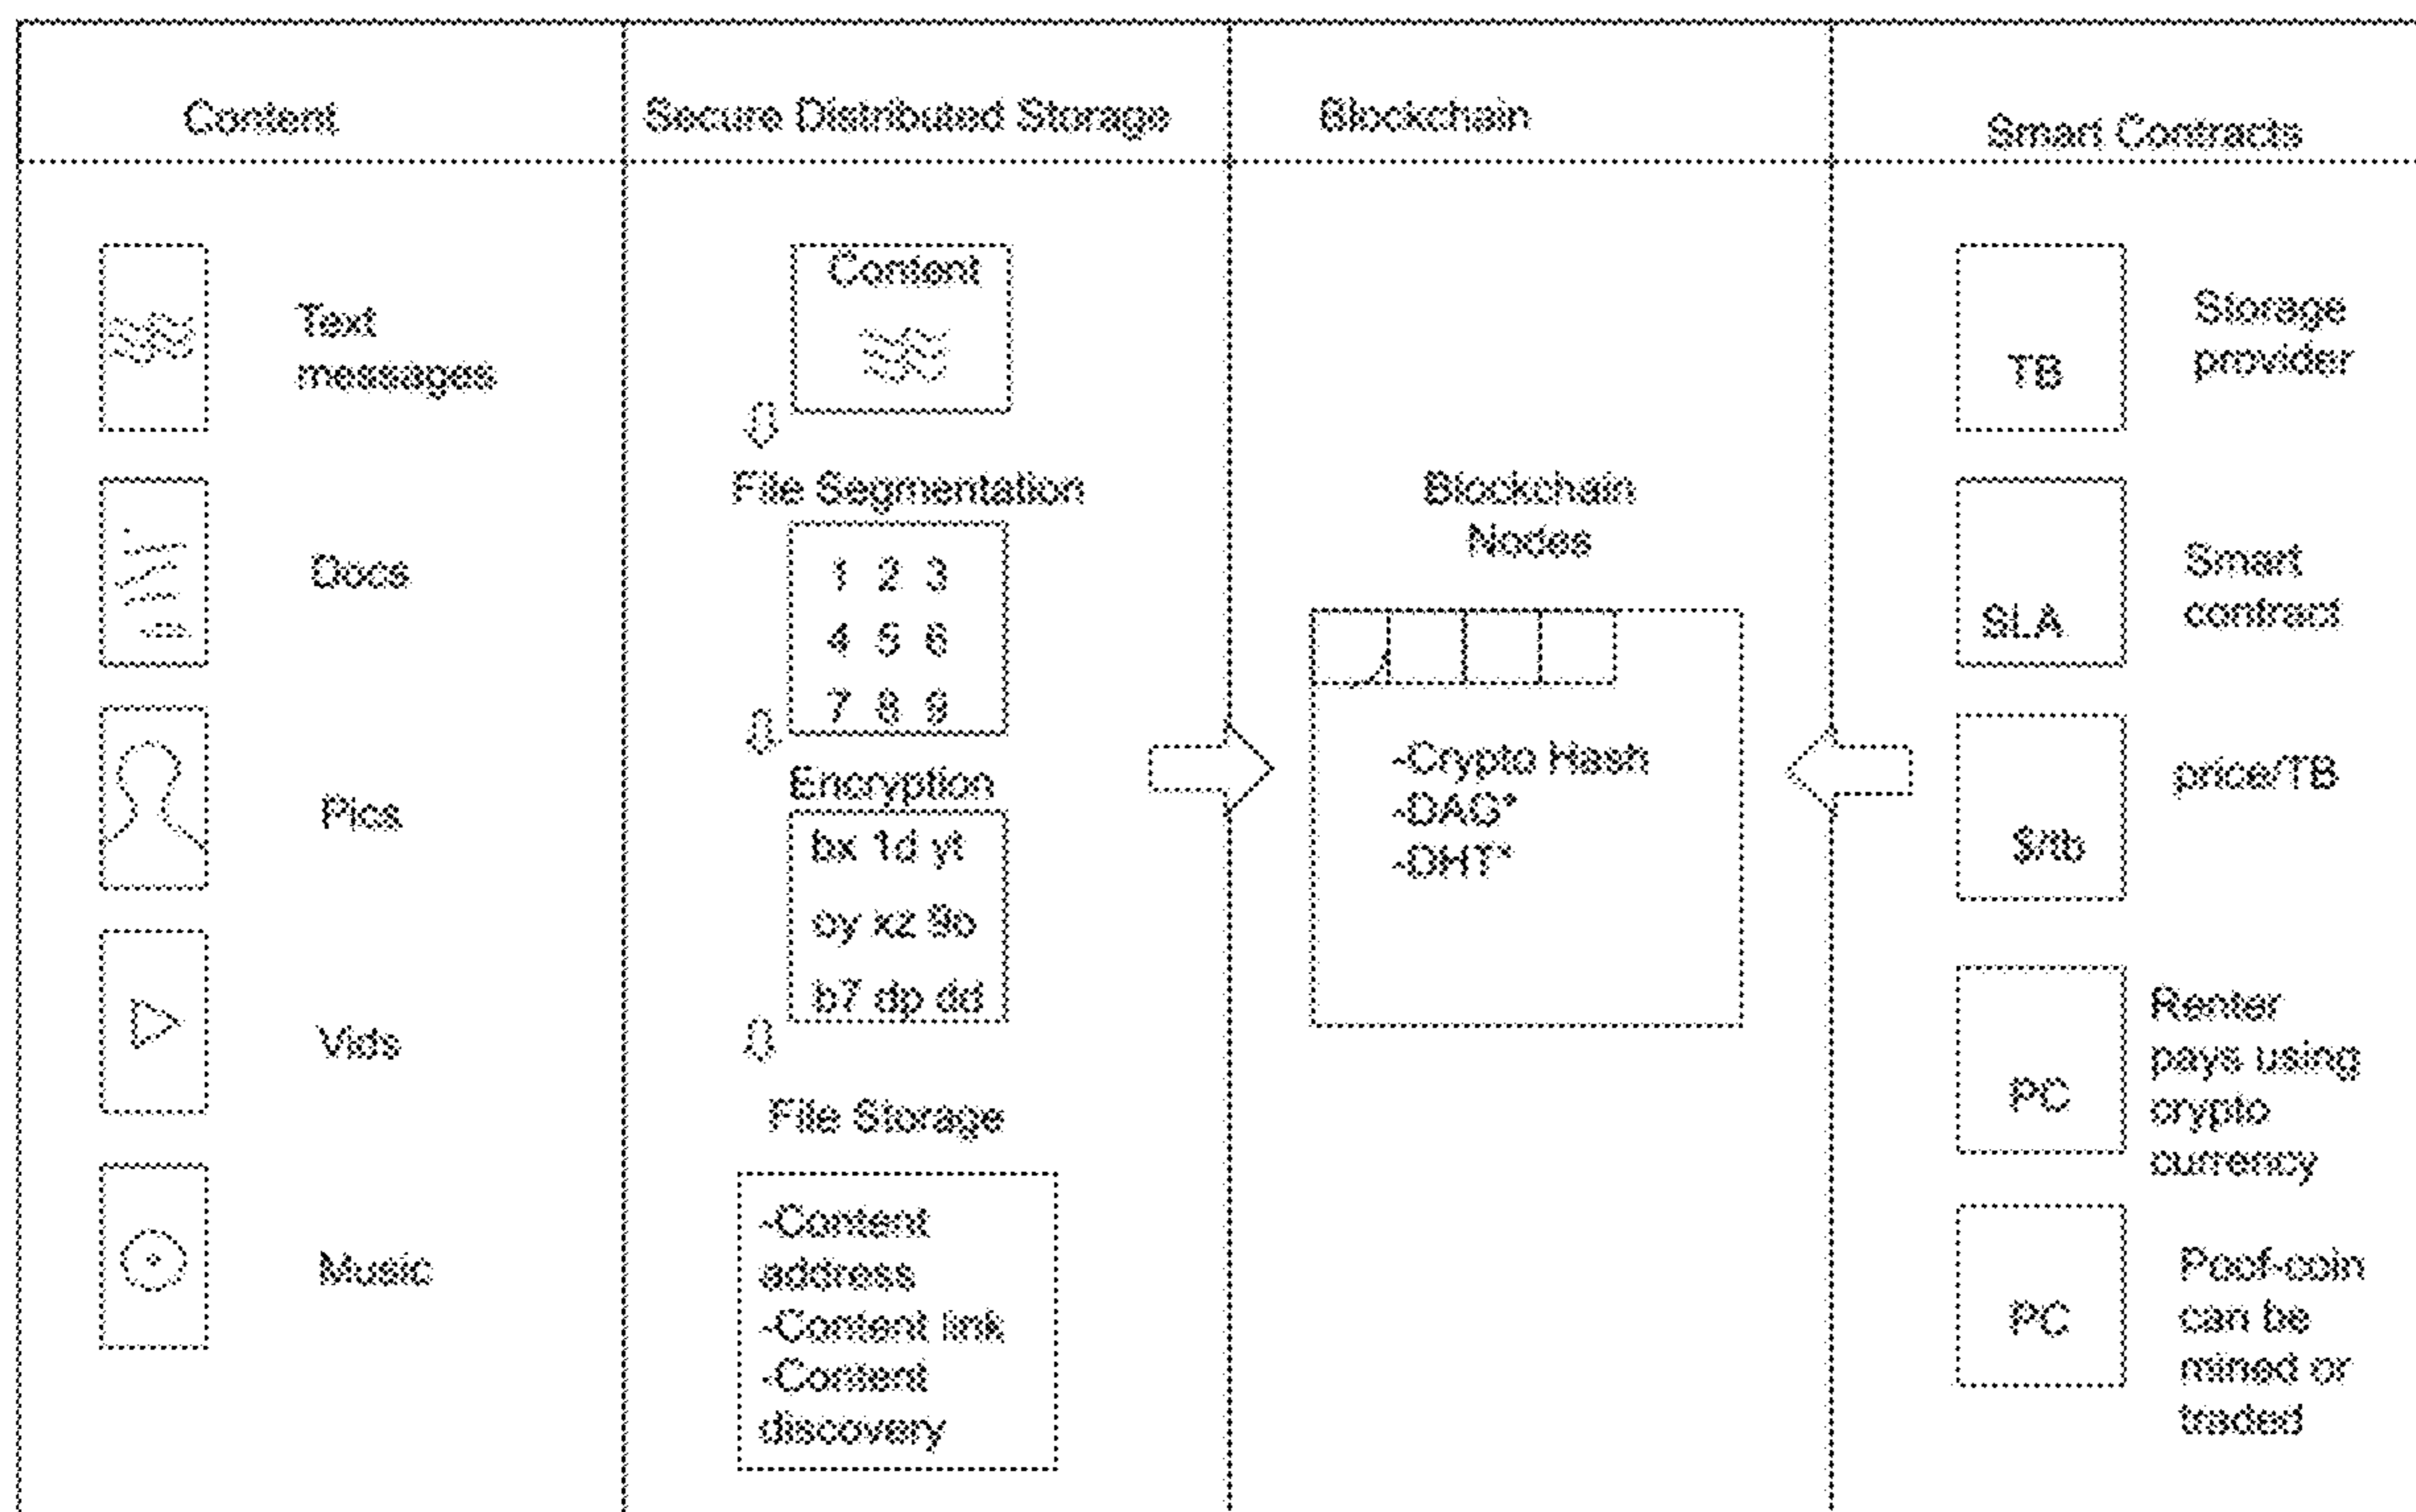 Content
Secure Distributed Storage
Blockchain
Smart Contracts
Text
messages
Docs
Pics
Vids
Music
Content
File Segmentation
1 2 3
4 5 6
7 8 9
Encryption
bx 1d yt
oy xz 9o
b7 dp dd
File Storage
-Content
address
-Content link
-Content
discovery
Blockchain
Nodes
-Crypto Hash
-DAG*
-DHT*
TB
Storage
provider
SLA
Smart
contract
$/tb
price/TB
PC
Renter
pays using
crypto
currency
PC
Poof-coin
can be
mined or
traded